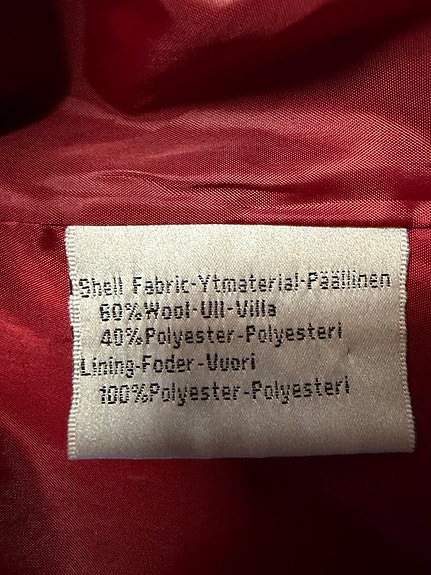 Shell Fabric-Ytmaterial-Päällinen
60%Wool-Ull-Villa
40%Polyester-Polyesteri
Lining-Foder-Vuori
100%Polyester-Polyesteri